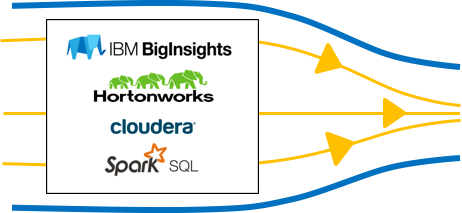 IBM BigInsights
Hortonworks
cloudera
Spark SQL